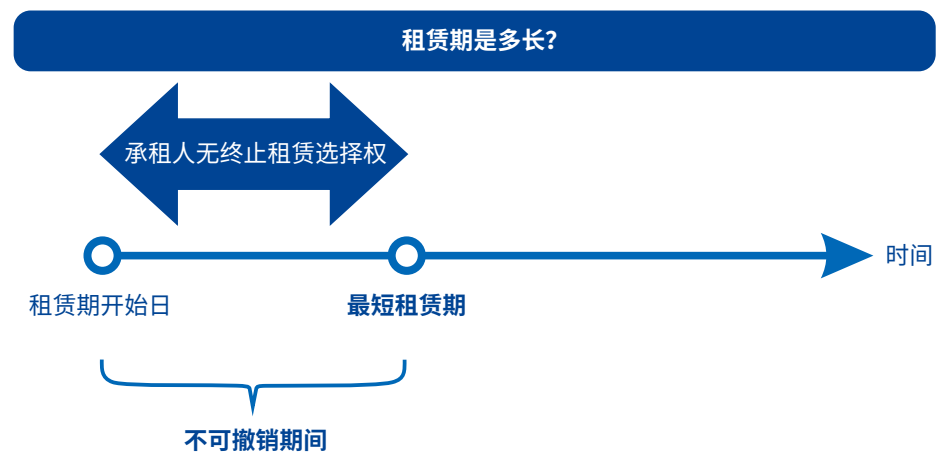 租赁期是多长？
承租人无终止租赁选择权
时间
租赁期开始日
最短租赁期
不可撤销期间